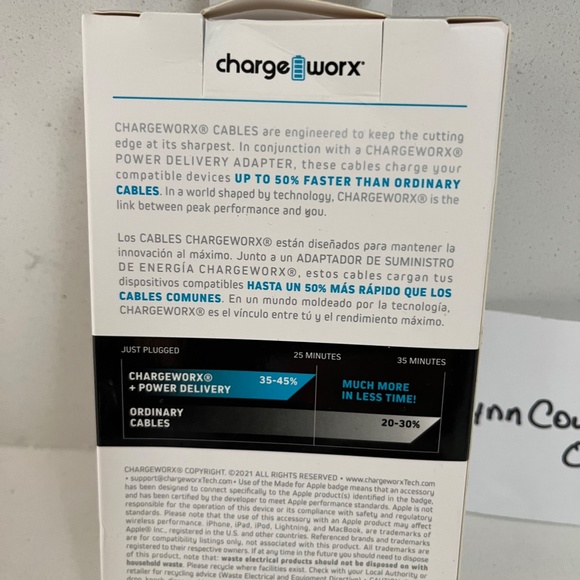 chargeworx®
CHARGEWORX® CABLES are engineered to keep the cutting
edge at its sharpest. In conjunction with a CHARGEWORX®
POWER DELIVERY ADAPTER, these cables charge your
compatible devices UP TO 50% FASTER THAN ORDINARY
CABLES. In a world shaped by technology, CHARGEWORX® is the
link between peak performance and you.
Los CABLES CHARGEWORX® están diseñados para mantener la
innovación al máximo. Junto a un ADAPTADOR DE SUMINISTRO
DE ENERGÍA CHARGEWORX®, estos cables cargan tus
dispositivos compatibles HASTA UN 50% MÁS RÁPIDO QUE LOS
CABLES COMUNES. En un mundo moldeado por la tecnología,
CHARGEWORX® es el vínculo entre tú y el rendimiento máximo.
JUST PLUGGED 25 MINUTES 35 MINUTES
CHARGEWORX® 35-45%
+ POWER DELIVERY
MUCH MORE
IN LESS TIME!
ORDINARY
CABLES 20-30%
CHARGEWORX® COPYRIGHT. ©2021 ALL RIGHTS RESERVED • www.chargeworxTech.com
• support@chargeworxTech.com • Use of the Made for Apple badge means that an accessory
has been designed to connect specifically to the Apple product(s) identified in the badge,
and has been certified by the developer to meet Apple performance standards. Apple is not
responsible for the operation of this device or its compliance with safety and regulatory
standards. Please note that the use of this accessory with an Apple product may affect
wireless performance. iPhone, iPad, iPod, Lightning, and MacBook, are trademarks of
Apple® Inc., registered in the U.S. and other countries. Referenced brands and trademarks
are for compatibility listings only, not associated with this product. All trademarks are
registered to their respective owners. If at any time in the future you should need to dispose
of this product, note that: waste electrical products should not be disposed on with
household waste. Please recycle where facilities exist. Check with your Local Authority or
retailer for recycling advice (Waste Electrical and Equipment Directive)